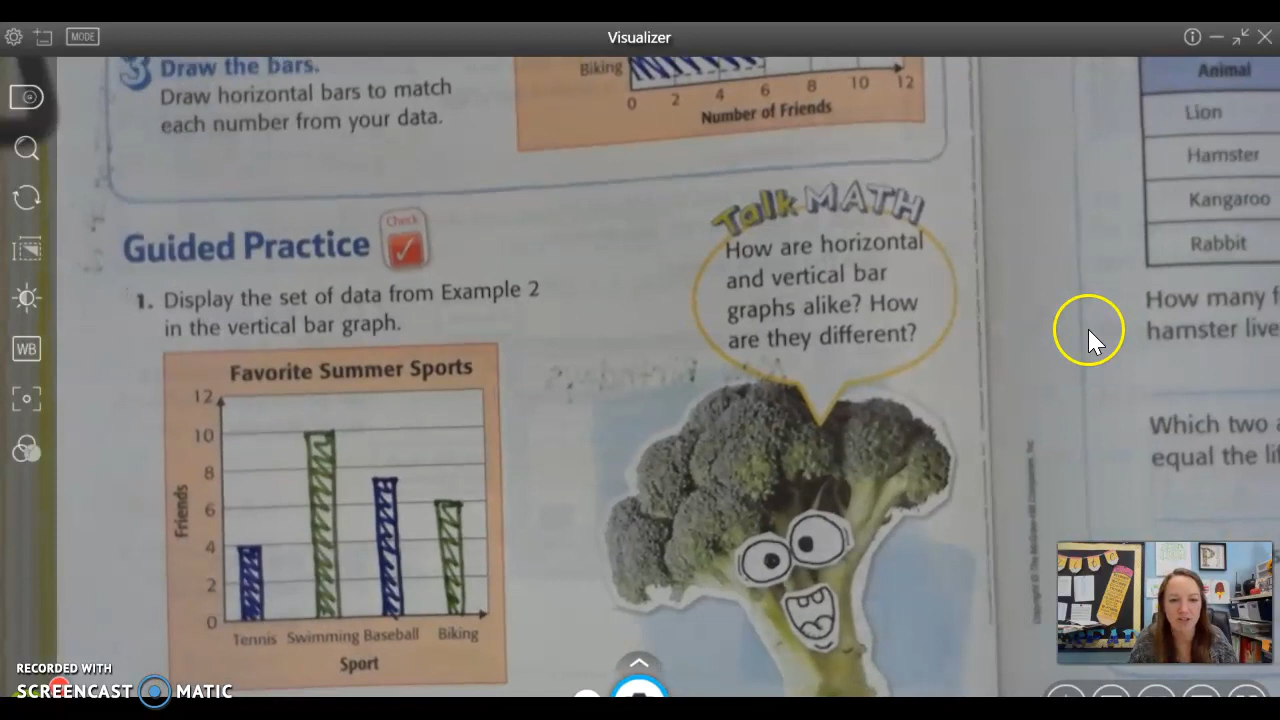 MODE
Visualizer
3 Draw the bars.
Draw horizontal bars to match
each number from your data.
Biking
0 2 4 6 8 10 12
Number of Friends
Guided Practice
Check
1. Display the set of data from Example 2
in the vertical bar graph.
Favorite Summer Sports
12
10
8
6
4
2
0
Friends
Tennis Swimming Baseball Biking
Sport
Talk MATH
How are horizontal
and vertical bar
graphs alike? How
are they different?
Animal
Lion
Hamster
Kangaroo
Rabbit
How many
hamster live
Which two
equal the
WB
P
RECORDED WITH
SCREENCAST MATIC